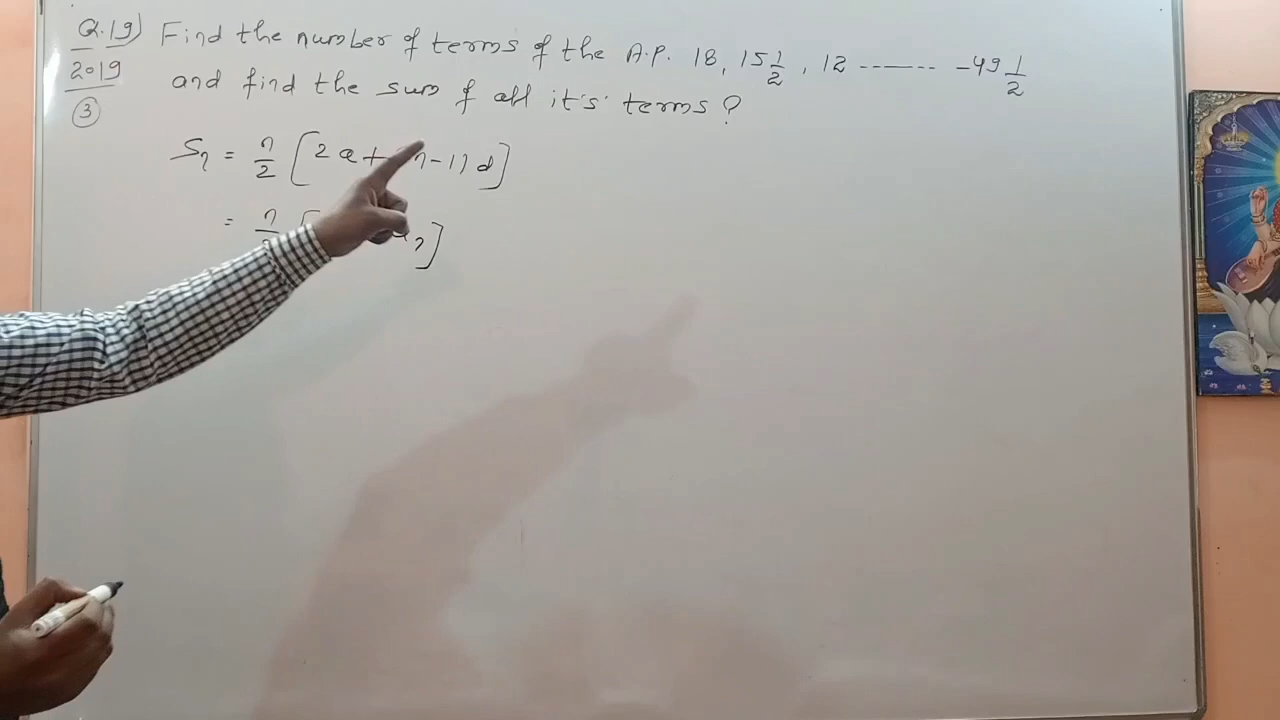 Q.19) Find the number of terms of the A.P. 18, 15 1/2, 12 ------- -49 1/2
2019 and find the sum of all it's terms?
③
Sn = n/2 [2a+ n-1)d]
= n/ [